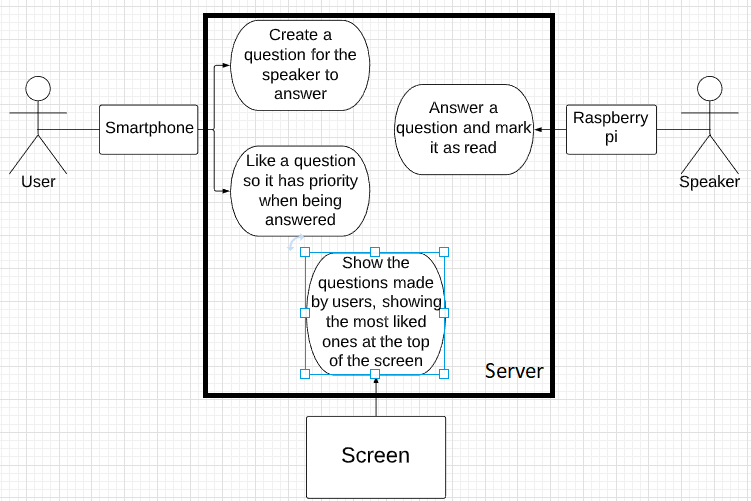 Create a
question for the
speaker to
answer
Answer a
question and mark
it as read
Smartphone
Raspberry
pi
Like a question
so it has priority
when being
answered
User
Speaker
Show the
questions made
by users, showing
the most liked
ones at the top
of the screen
Server
Screen